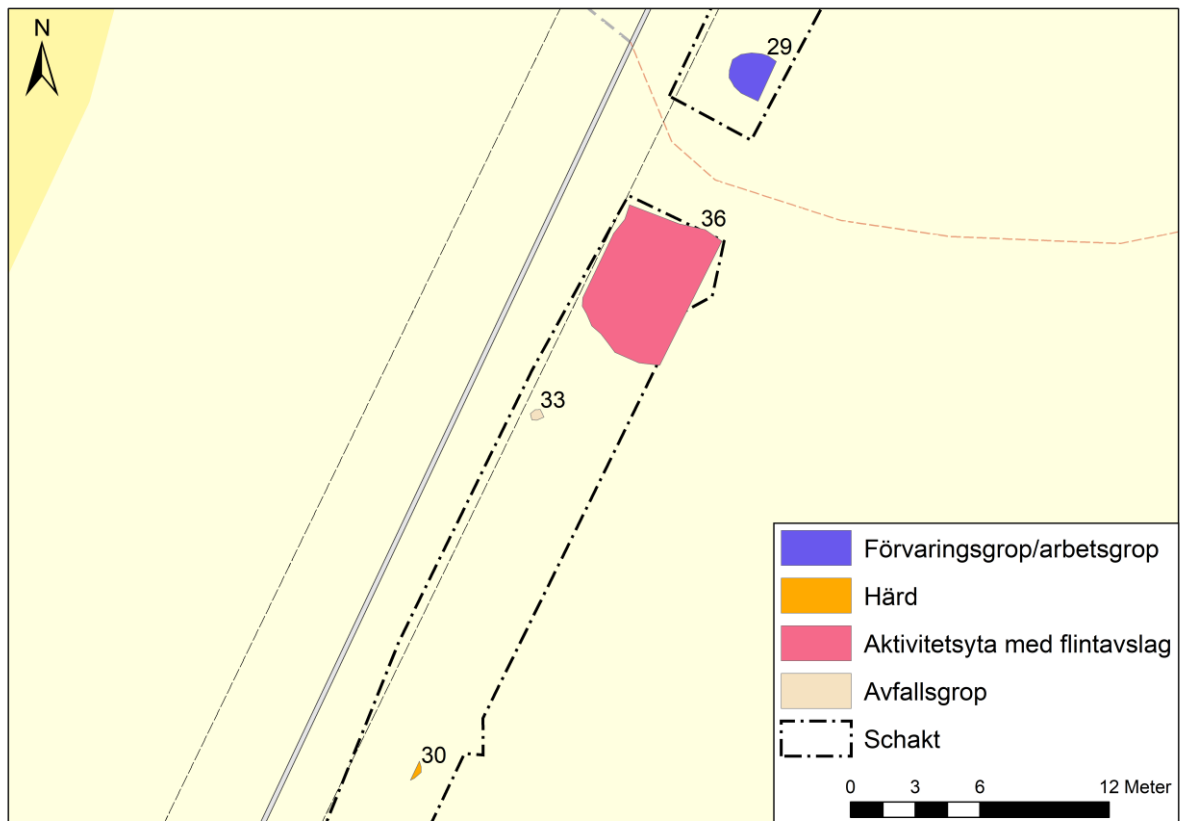 N
29
36
33
30
Förvaringsgrop/arbetsgrop
Härd
Aktivitetsyta med flintavslag
Avfallsgrop
Schakt
0 3 6 12 Meter